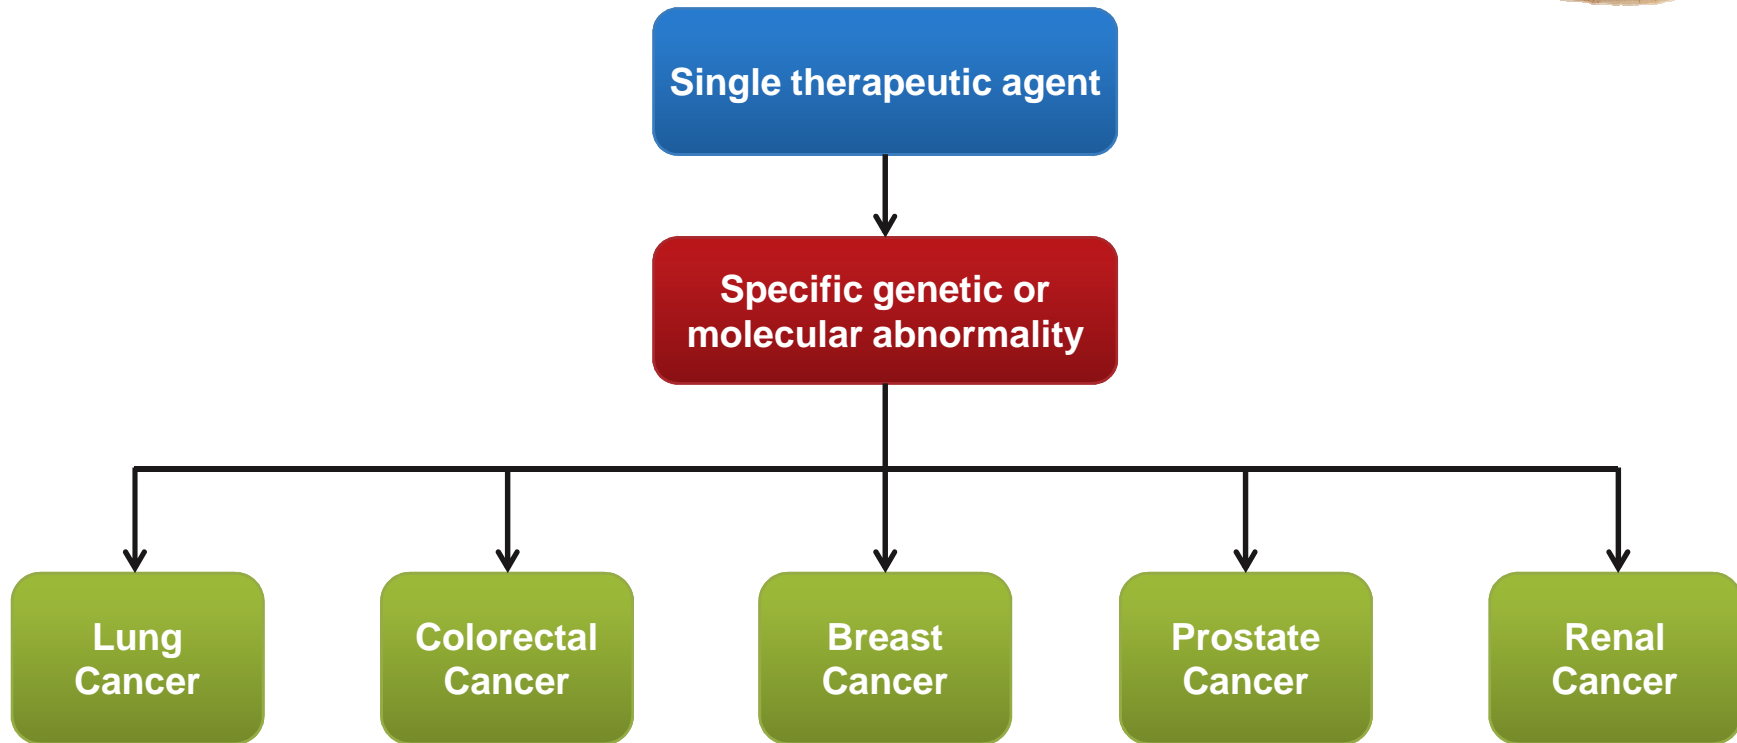 Single therapeutic agent
Specific genetic or
molecular abnormality
Lung
Cancer
Colorectal
Cancer
Breast
Cancer
Prostate
Cancer
Renal
Cancer